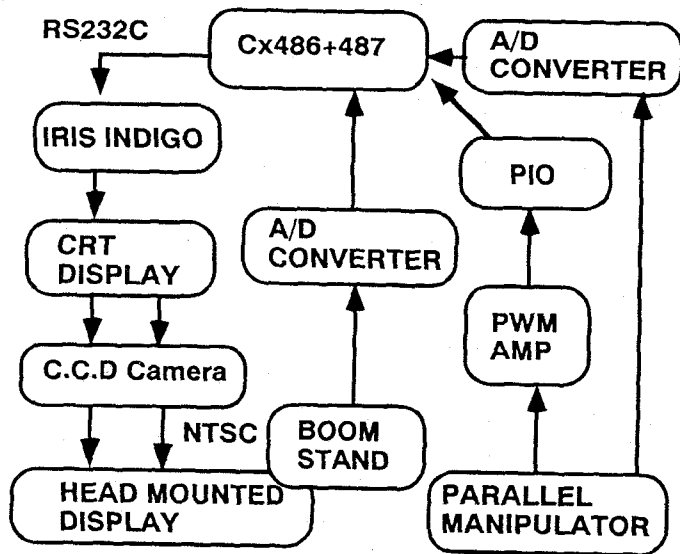 RS232C
Cx486+487
A/D
CONVERTER
IRIS INDIGO
PIO
CRT
DISPLAY
A/D
CONVERTER
PWM
AMP
C.C.D Camera
NTSC
BOOM
STAND
HEAD MOUNTED
DISPLAY
PARALLEL
MANIPULATOR